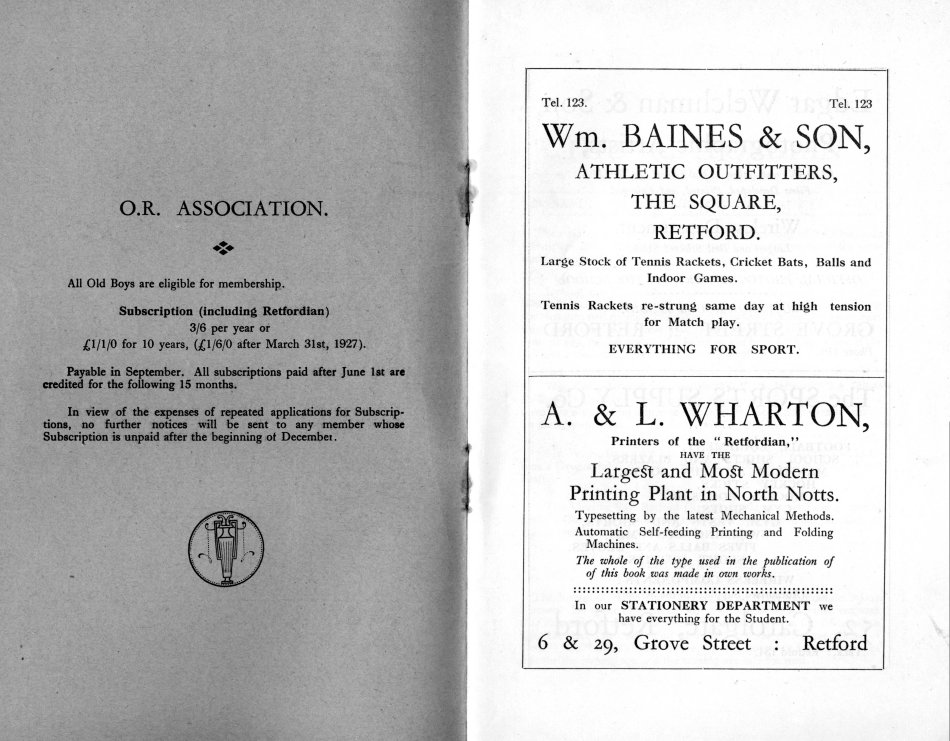 O.R. ASSOCIATION.
All Old Boys are eligible for membership.
Subscription (including Retfordian)
3/6 per year or
£1/1/0 for 10 years, (£1/6/0 after March 31st, 1927).
Payable in September. All subscriptions paid after June 1st are
credited for the following 15 months.
In view of the expenses of repeated applications for Subscrip-
tions, no further notices will be sent to any member whose
Subscription is unpaid after the beginning of December.
Tel. 123. Tel. 123
Wm. BAINES & SON,
ATHLETIC OUTFITTERS,
THE SQUARE,
RETFORD.
Large Stock of Tennis Rackets, Cricket Bats, Balls and
Indoor Games.
Tennis Rackets re-strung same day at high tension
for Match play.
EVERYTHING FOR SPORT.
A. & L. WHARTON,
Printers of the "Retfordian,"
HAVE THE
Largest and Most Modern
Printing Plant in North Notts.
Typesetting by the latest Mechanical Methods.
Automatic Self-feeding Printing and Folding
Machines.
The whole of the type used in the publication of
of this book was made in own works.
In our STATIONERY DEPARTMENT we
have everything for the Student.
6 & 29, Grove Street : Retford